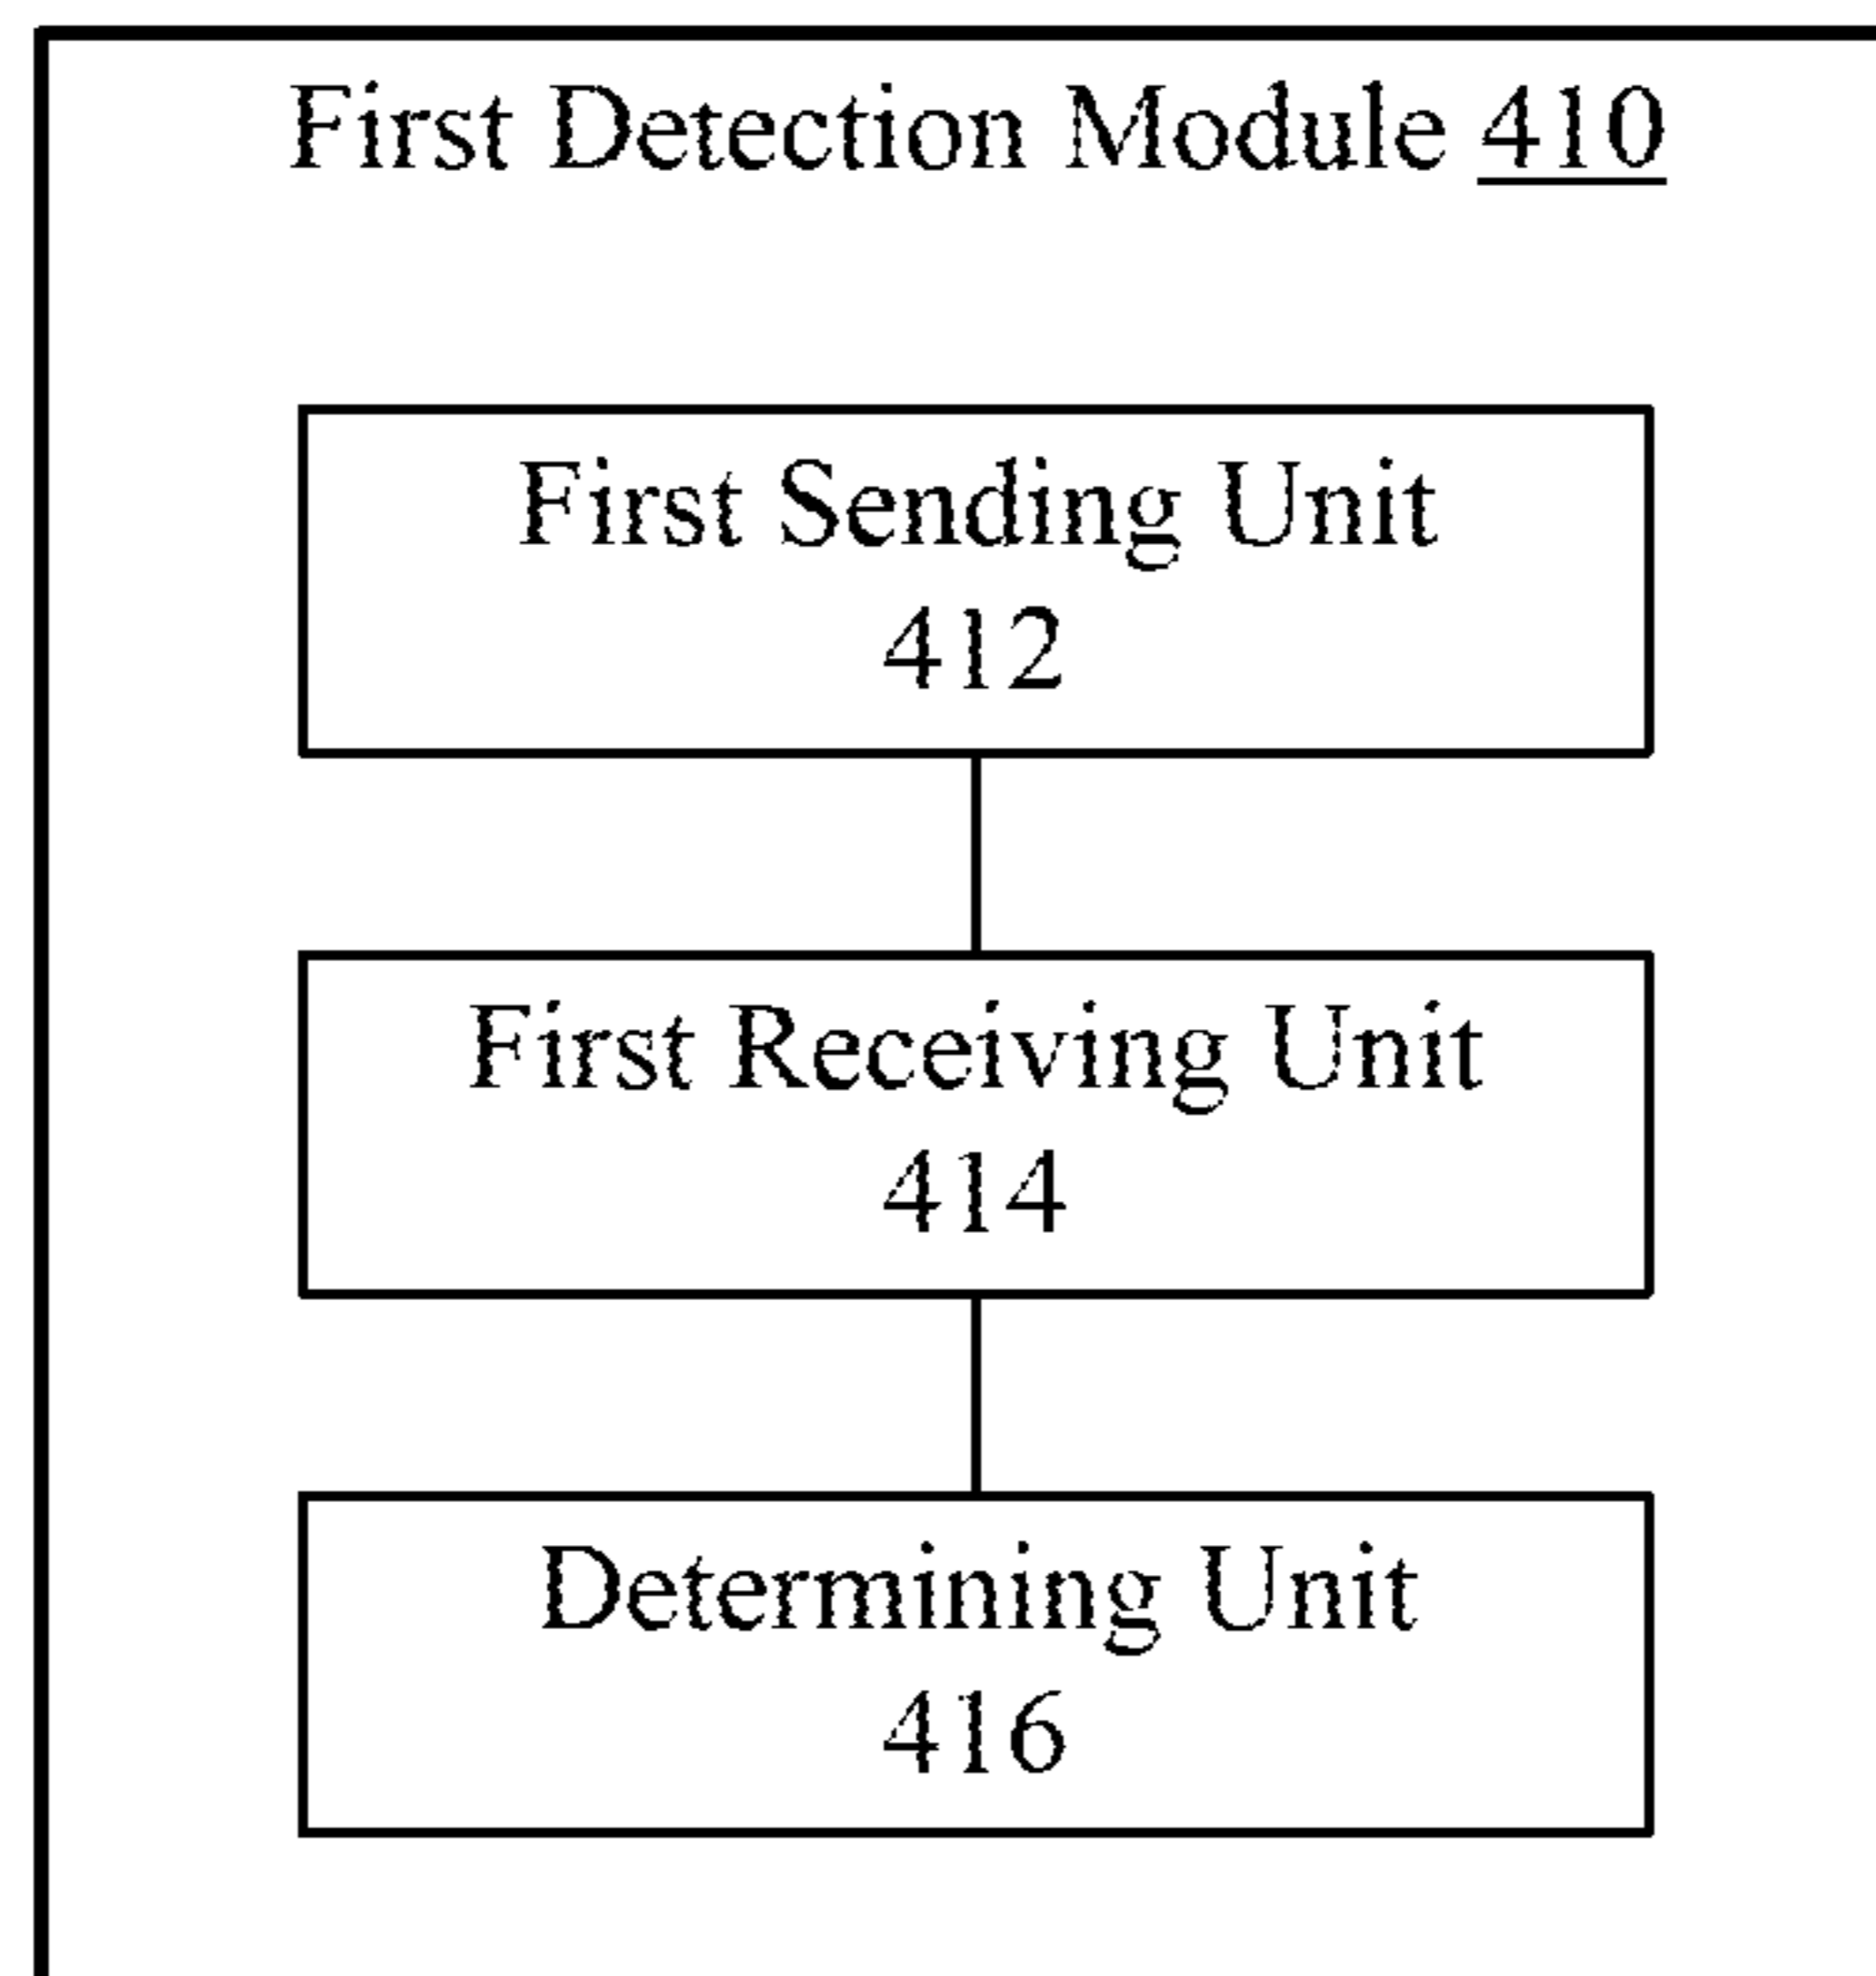 First Detection Module 410
First Sending Unit
412
First Receiving Unit
414
Determining Unit
416